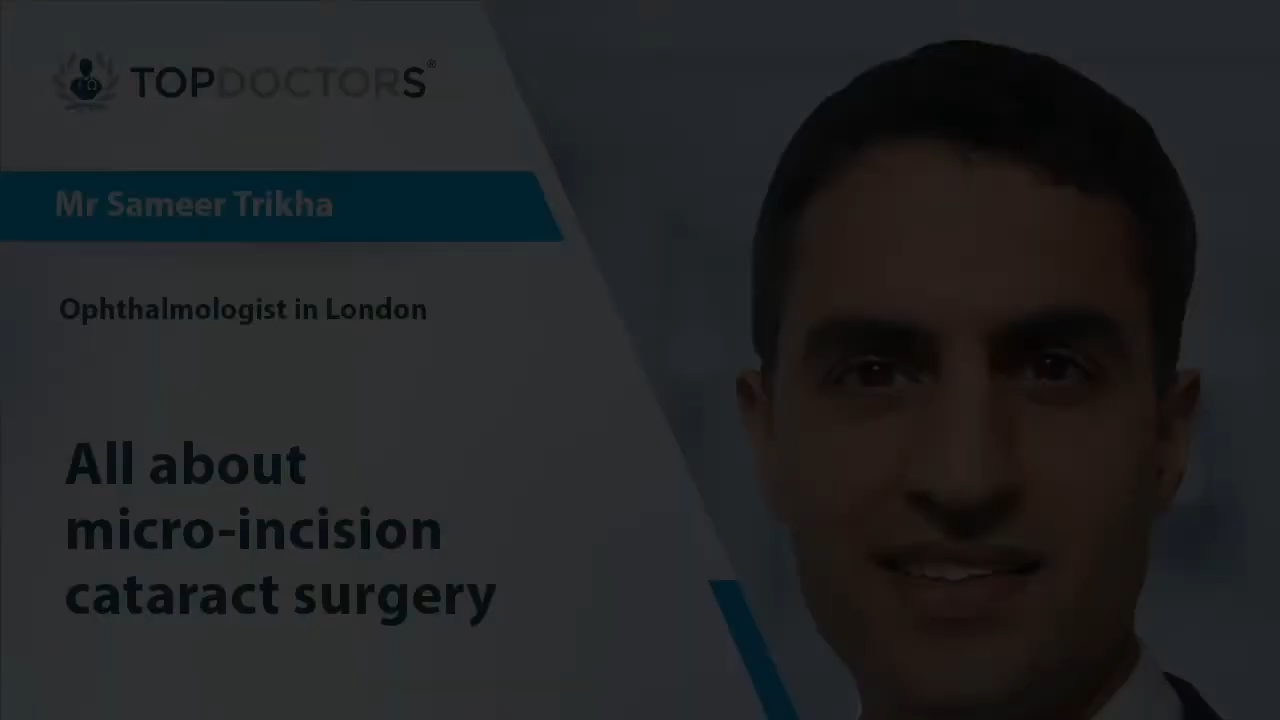 TOPDOCTORS®
Mr Sameer Trikha
Ophthalmologist in London
All about
micro-incision
cataract surgery